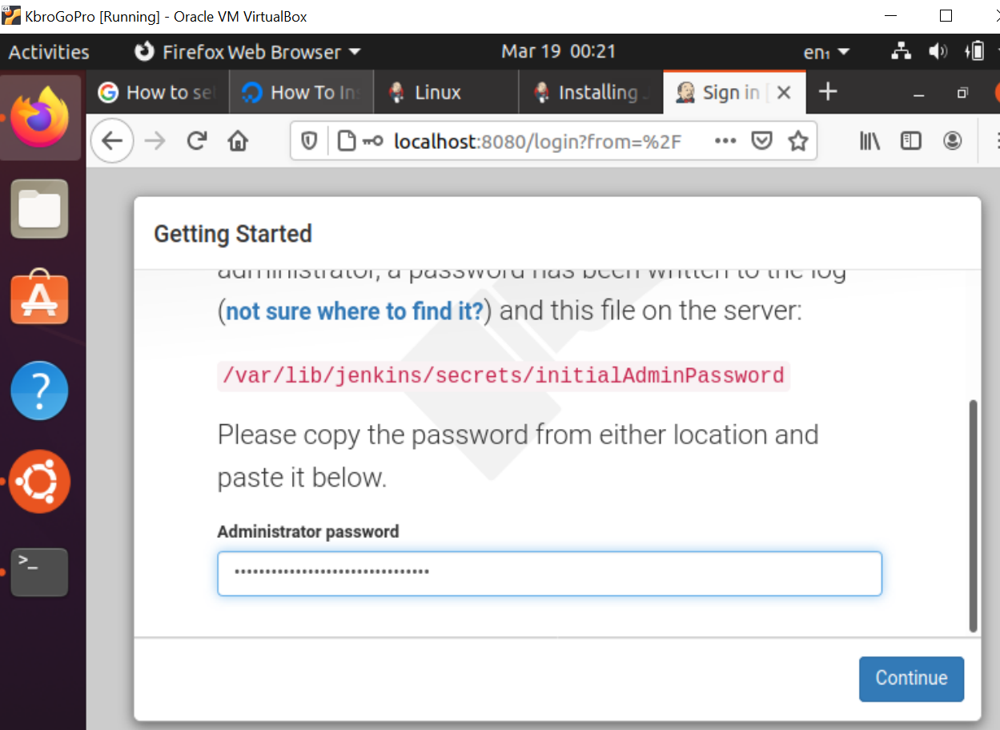 KbroGoPro [Running] - Oracle VM VirtualBox
Activities Firefox Web Browser Mar 19 00:21 en₁
How to se How To In Linux Installing Sign in [
localhost:8080/login?from=%2F
Getting Started
administrator, a password has been written to the log
(not sure where to find it?) and this file on the server:
/var/lib/jenkins/secrets/initialAdminPassword
Please copy the password from either location and
paste it below.
Administrator password
••••••••••••••••••••••••••••••••
Continue